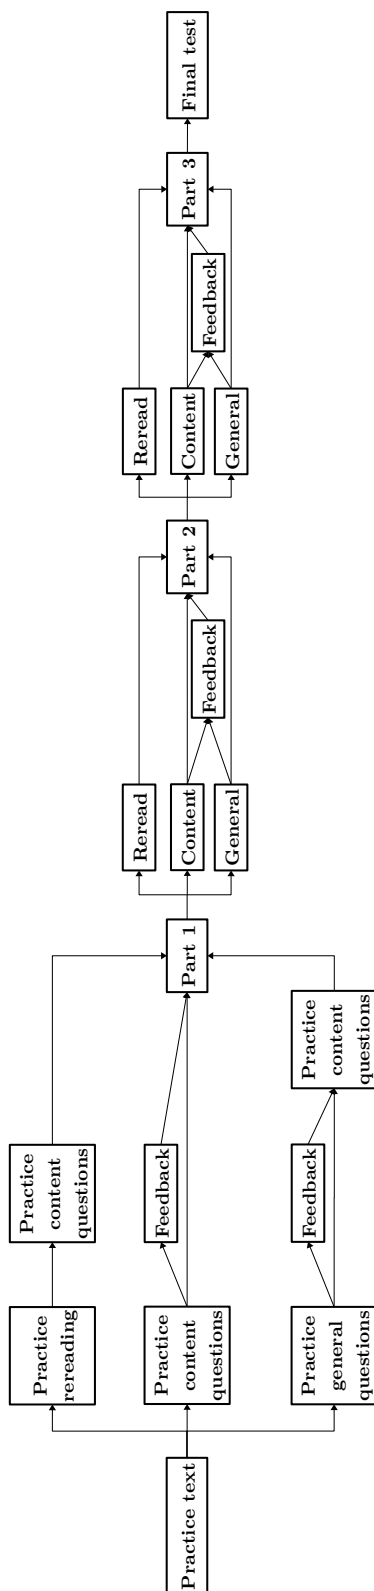 Practice text
Practice
rereading
Practice
content
questions
Practice
content
questions
Feedback
Practice
general
questions
Feedback
Practice
content
questions
Part 1
Reread
Content
General
Feedback
Part 2
Reread
Content
General
Feedback
Part 3
Final test